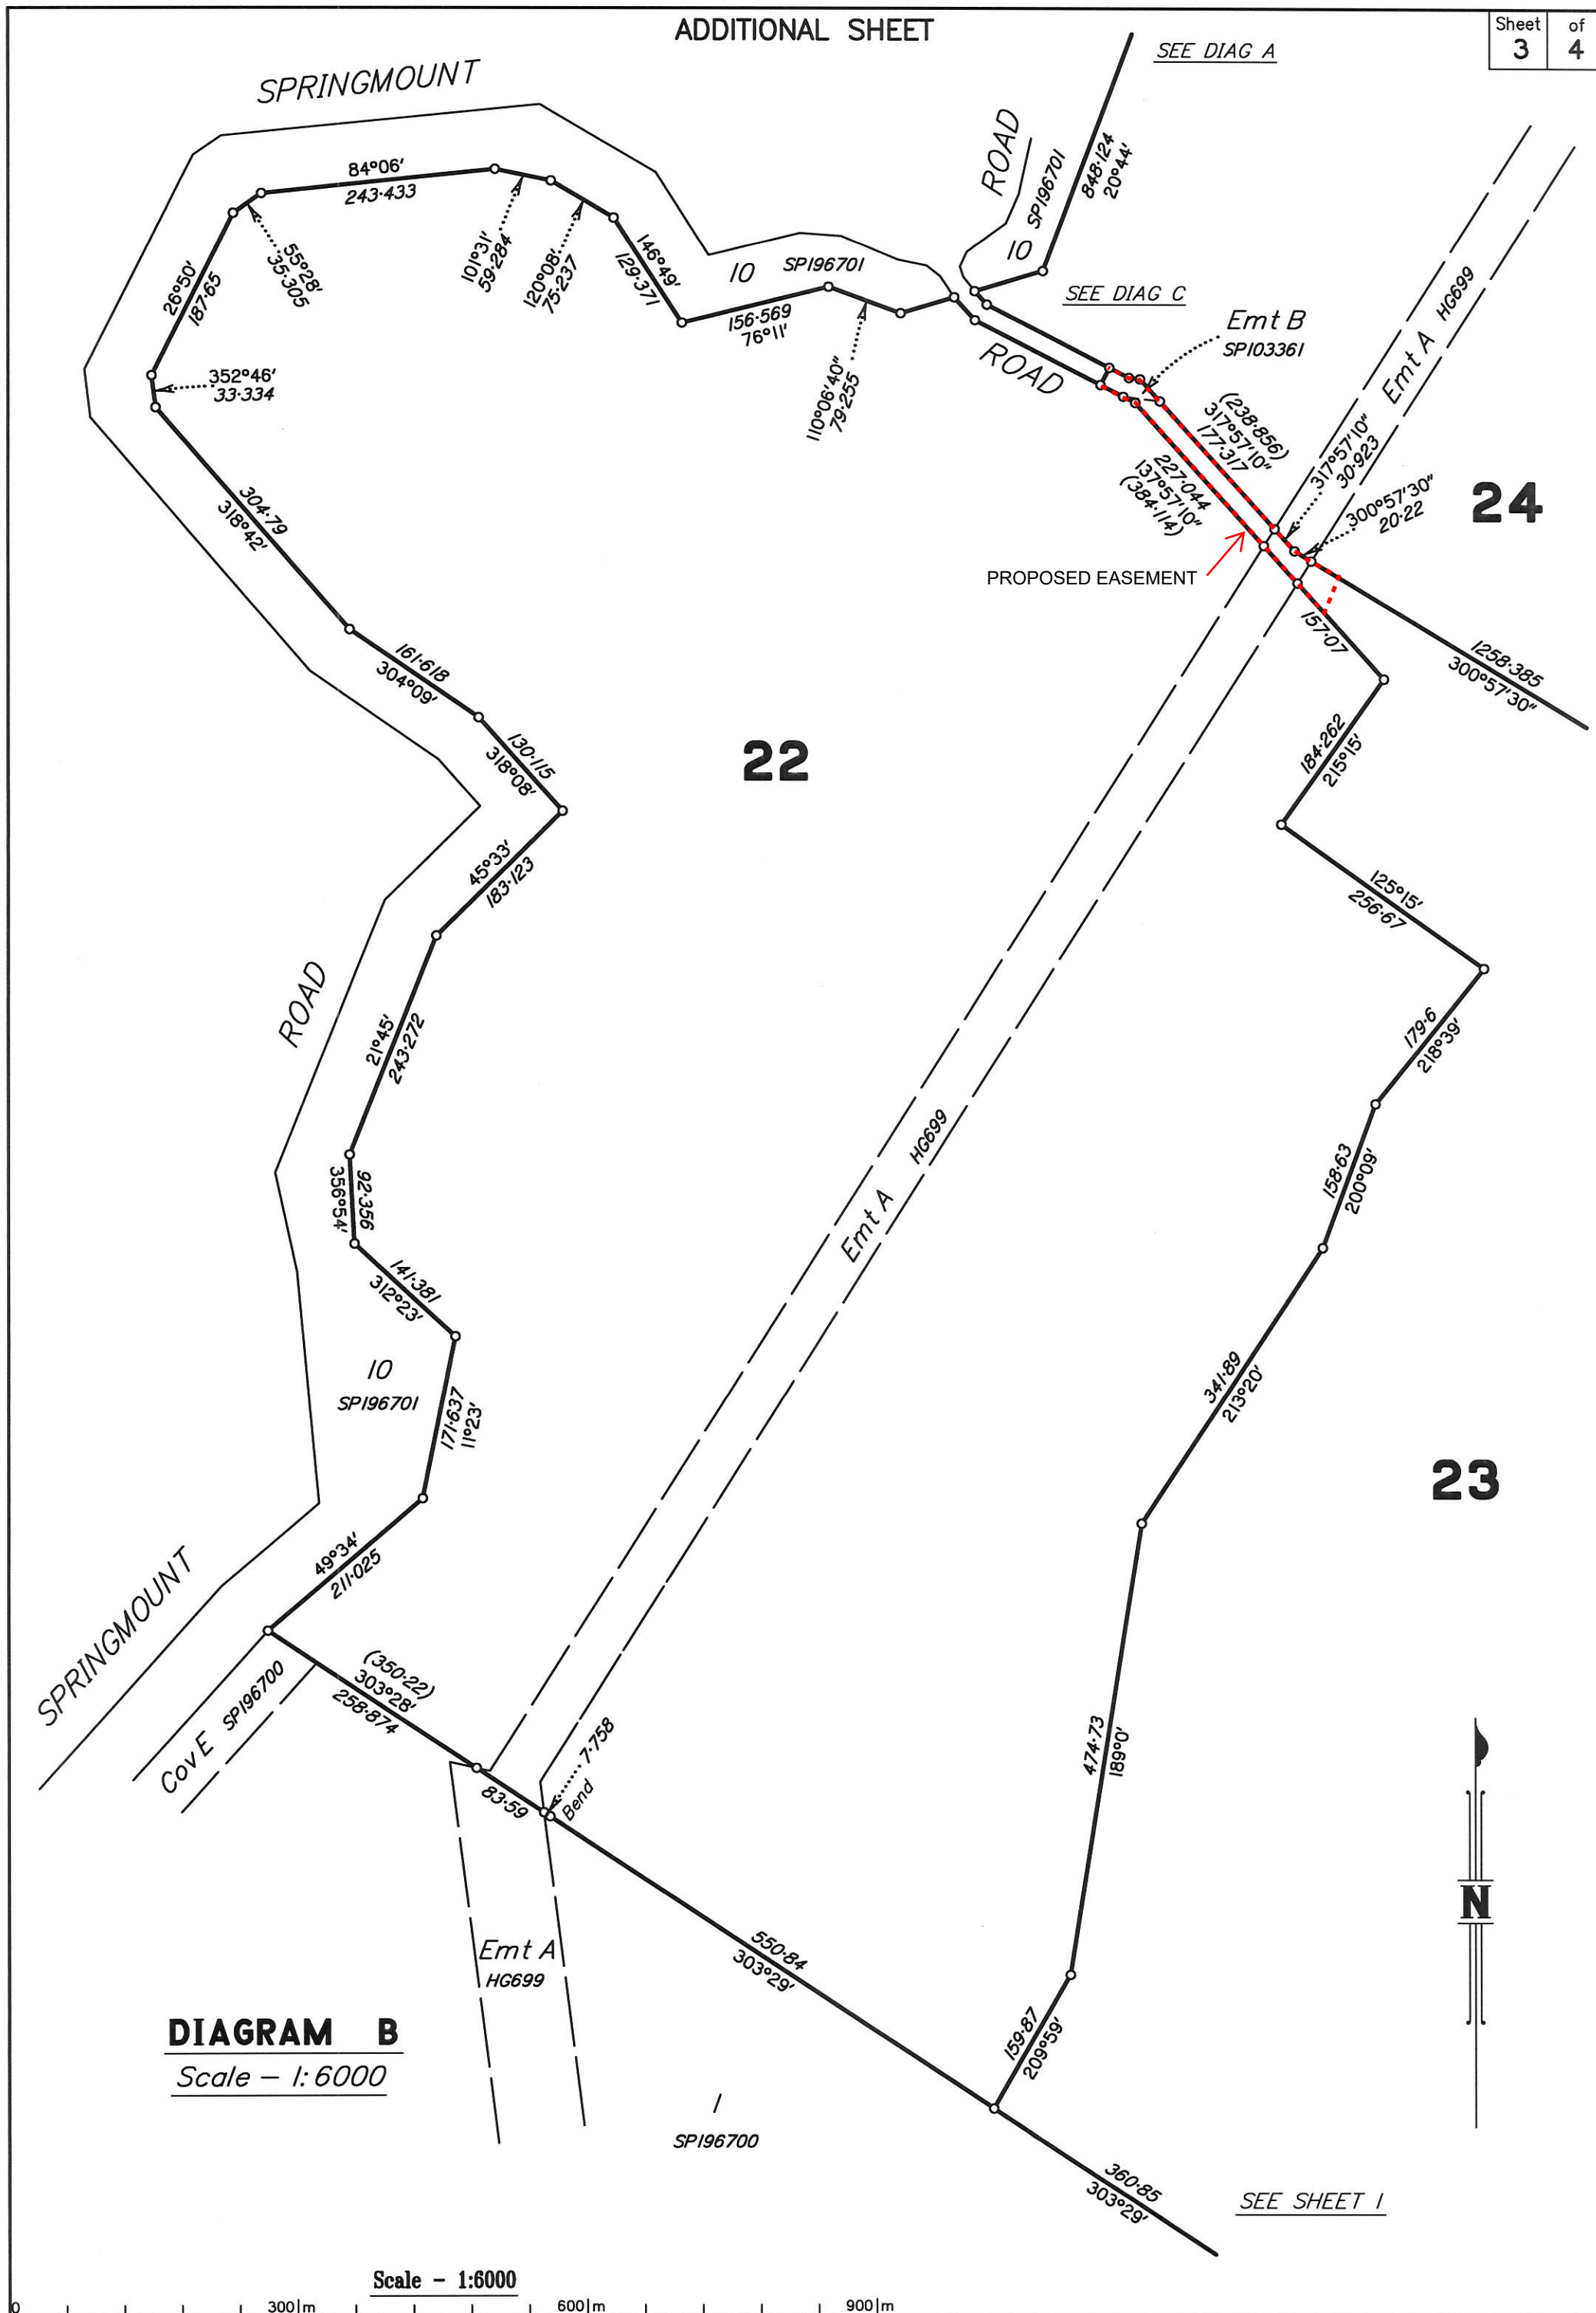 ADDITIONAL SHEET
Sheet
3
of
4
SEE DIAG A
SPRINGMOUNT
ROAD
10 SP196701
848·124
20°44'
84°06'
243·433
55°28'
35·305
101°31'
59·284
120°08'
75·237
146°49'
129·371
10 SP196701
156·569
76°11'
110°06'40"
79·255
SEE DIAG C
ROAD
Emt B
SP103361
Emt A HG699
26°50'
187·65
352°46'
33·334
(238·856)
317°57'10"
177·317
317°57'10"
30·923
300°57'30"
20·22
24
227·044
137°57'10"
(384·114)
PROPOSED EASEMENT
157·07
1258·385
300°57'30"
304·79
318°42'
161·618
304°09'
130·115
318°08'
22
184·262
215°15'
45°33'
183·123
125°15'
256·67
ROAD
21°45'
243·272
179·6
218°39'
Emt A HG699
158·63
200°09'
92·356
356°54'
141·381
312°23'
10
SP196701
171·637
11°23'
341·89
213°20'
23
49°34'
211·025
SPRINGMOUNT
Cov E SP196700
(350·22)
303°28'
258·874
7·758
Bend
83·59
474·73
189°0'
N
Emt A
HG699
550·84
303°29'
159·87
209°59'
DIAGRAM B
Scale - 1:6000
1
SP196700
360·85
303°29'
SEE SHEET 1
Scale - 1:6000
0
300 m
600 m
900 m